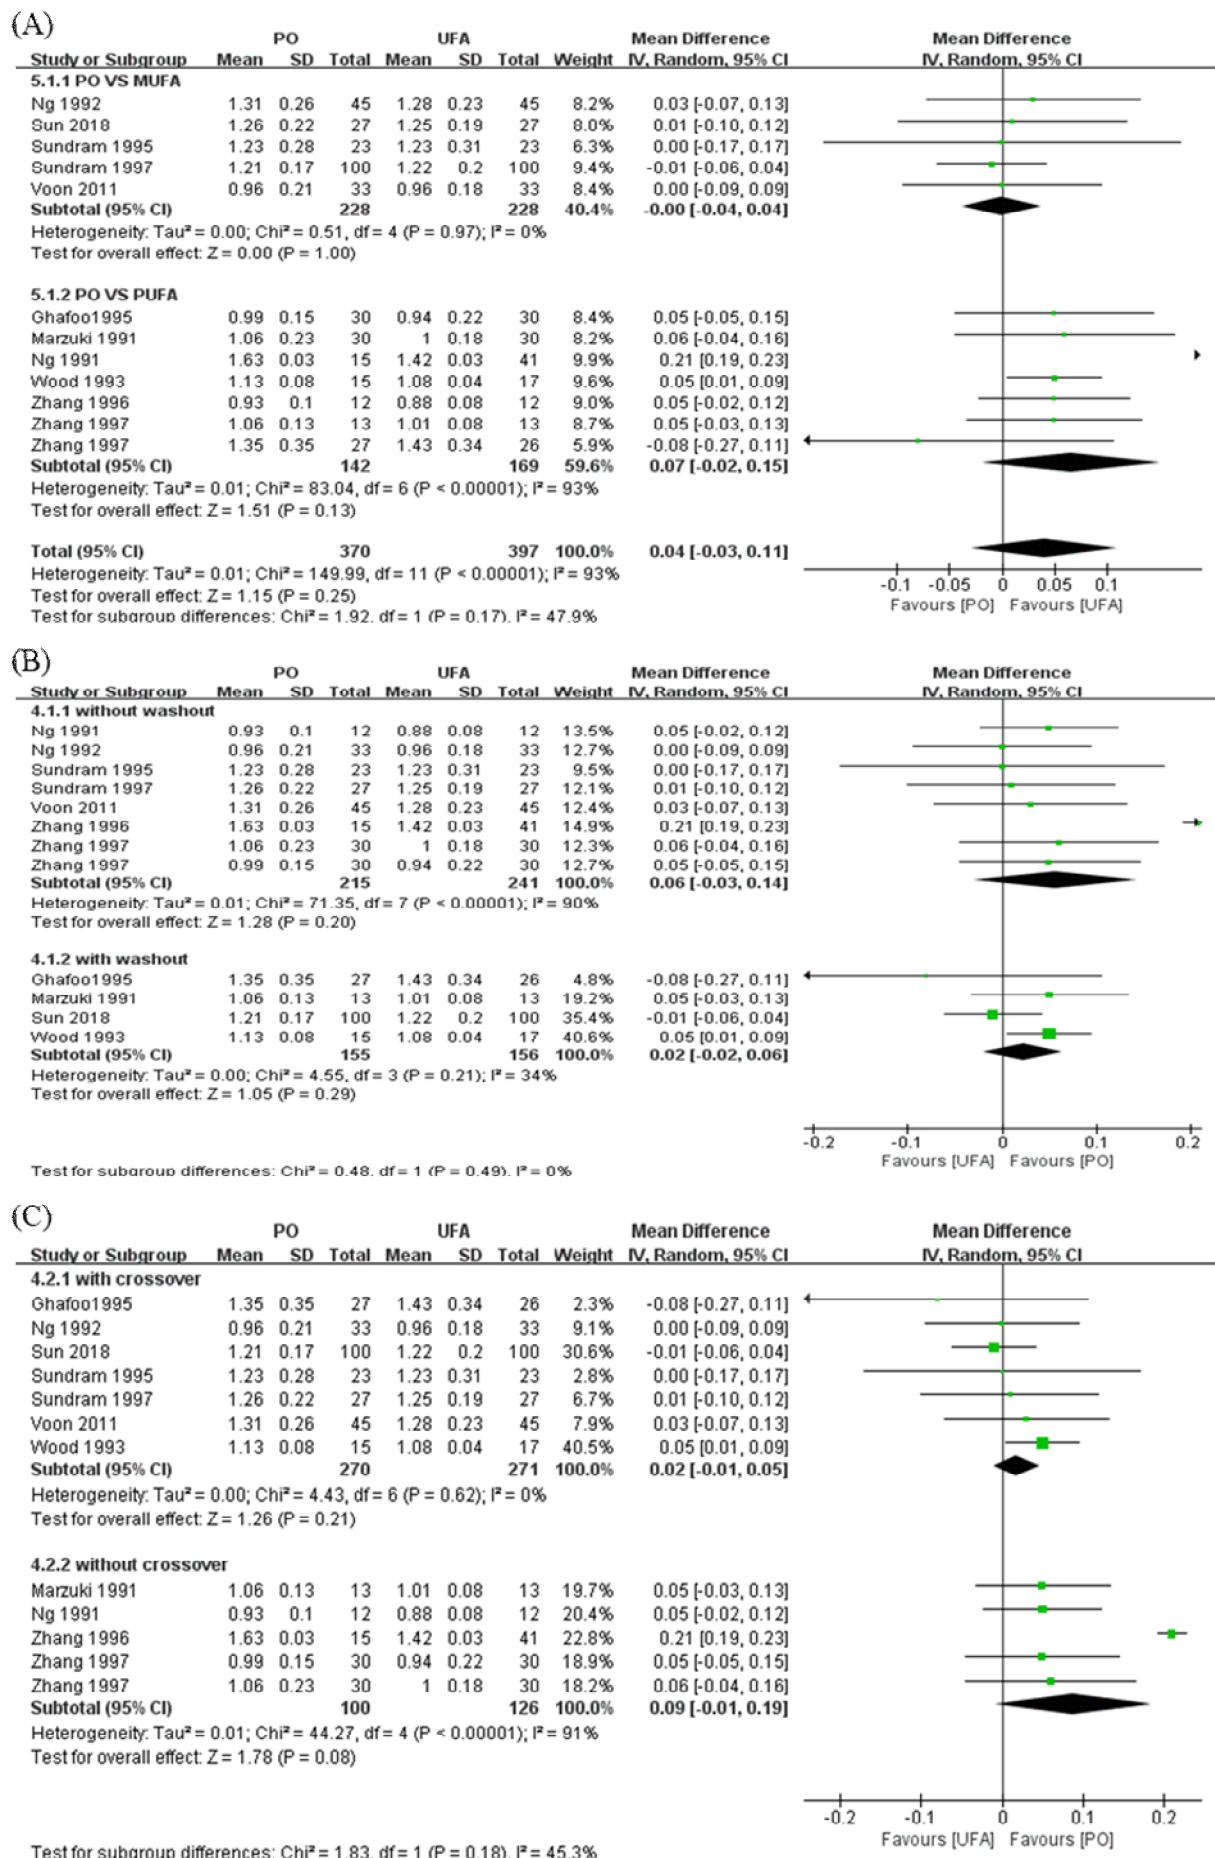 (A)
PO UFA Mean Difference Mean Difference
Study or Subgroup Mean SD Total Mean SD Total Weight IV, Random, 95% CI IV, Random, 95% CI
5.1.1 PO VS MUFA
Ng 1992 1.31 0.26 45 1.28 0.23 45 8.2% 0.03 [-0.07, 0.13]
Sun 2018 1.26 0.22 27 1.25 0.19 27 8.0% 0.01 [-0.10, 0.12]
Sundram 1995 1.23 0.28 23 1.23 0.31 23 6.3% 0.00 [-0.17, 0.17]
Sundram 1997 1.21 0.17 100 1.22 0.2 100 9.4% -0.01 [-0.06, 0.04]
Voon 2011 0.96 0.21 33 0.96 0.18 33 8.4% 0.00 [-0.09, 0.09]
Subtotal (95% CI) 228 228 40.4% -0.00 [-0.04, 0.04]
Heterogeneity: Tau² = 0.00; Chi² = 0.51, df = 4 (P = 0.97); I² = 0%
Test for overall effect: Z = 0.00 (P = 1.00)
5.1.2 PO VS PUFA
Ghafoo1995 0.99 0.15 30 0.94 0.22 30 8.4% 0.05 [-0.05, 0.15]
Marzuki 1991 1.06 0.23 30 1 0.18 30 8.2% 0.06 [-0.04, 0.16]
Ng 1991 1.63 0.03 15 1.42 0.03 41 9.9% 0.21 [0.19, 0.23]
Wood 1993 1.13 0.08 15 1.08 0.04 17 9.6% 0.05 [0.01, 0.09]
Zhang 1996 0.93 0.1 12 0.88 0.08 12 9.0% 0.05 [-0.02, 0.12]
Zhang 1997 1.06 0.13 13 1.01 0.08 13 8.7% 0.05 [-0.03, 0.13]
Zhang 1997 1.35 0.35 27 1.43 0.34 26 5.9% -0.08 [-0.27, 0.11]
Subtotal (95% CI) 142 169 59.6% 0.07 [-0.02, 0.15]
Heterogeneity: Tau² = 0.01; Chi² = 83.04, df = 6 (P < 0.00001); I² = 93%
Test for overall effect: Z = 1.51 (P = 0.13)
Total (95% CI) 370 397 100.0% 0.04 [-0.03, 0.11]
Heterogeneity: Tau² = 0.01; Chi² = 149.99, df = 11 (P < 0.00001); I² = 93%
Test for overall effect: Z = 1.15 (P = 0.25)
Test for subgroup differences: Chi² = 1.92, df = 1 (P = 0.17), I² = 47.9%
-0.1 -0.05 0 0.05 0.1
Favours [PO] Favours [UFA]
(B)
PO UFA Mean Difference Mean Difference
Study or Subgroup Mean SD Total Mean SD Total Weight IV, Random, 95% CI IV, Random, 95% CI
4.1.1 without washout
Ng 1991 0.93 0.1 12 0.88 0.08 12 13.5% 0.05 [-0.02, 0.12]
Ng 1992 0.96 0.21 33 0.96 0.18 33 12.7% 0.00 [-0.09, 0.09]
Sundram 1995 1.23 0.28 23 1.23 0.31 23 9.5% 0.00 [-0.17, 0.17]
Sundram 1997 1.26 0.22 27 1.25 0.19 27 12.1% 0.01 [-0.10, 0.12]
Voon 2011 1.31 0.26 45 1.28 0.23 45 12.4% 0.03 [-0.07, 0.13]
Zhang 1996 1.63 0.03 15 1.42 0.03 41 14.9% 0.21 [0.19, 0.23]
Zhang 1997 1.06 0.23 30 1 0.18 30 12.3% 0.06 [-0.04, 0.16]
Zhang 1997 0.99 0.15 30 0.94 0.22 30 12.7% 0.05 [-0.05, 0.15]
Subtotal (95% CI) 215 241 100.0% 0.06 [-0.03, 0.14]
Heterogeneity: Tau² = 0.01; Chi² = 71.35, df = 7 (P < 0.00001); I² = 90%
Test for overall effect: Z = 1.28 (P = 0.20)
4.1.2 with washout
Ghafoo1995 1.35 0.35 27 1.43 0.34 26 4.8% -0.08 [-0.27, 0.11]
Marzuki 1991 1.06 0.13 13 1.01 0.08 13 19.2% 0.05 [-0.03, 0.13]
Sun 2018 1.21 0.17 100 1.22 0.2 100 35.4% -0.01 [-0.06, 0.04]
Wood 1993 1.13 0.08 15 1.08 0.04 17 40.6% 0.05 [0.01, 0.09]
Subtotal (95% CI) 155 156 100.0% 0.02 [-0.02, 0.06]
Heterogeneity: Tau² = 0.00; Chi² = 4.55, df = 3 (P = 0.21); I² = 34%
Test for overall effect: Z = 1.05 (P = 0.29)
-0.2 -0.1 0 0.1 0.2
Favours [UFA] Favours [PO]
Test for subgroup differences: Chi² = 0.48, df = 1 (P = 0.49), I² = 0%
(C)
PO UFA Mean Difference Mean Difference
Study or Subgroup Mean SD Total Mean SD Total Weight IV, Random, 95% CI IV, Random, 95% CI
4.2.1 with crossover
Ghafoo1995 1.35 0.35 27 1.43 0.34 26 2.3% -0.08 [-0.27, 0.11]
Ng 1992 0.96 0.21 33 0.96 0.18 33 9.1% 0.00 [-0.09, 0.09]
Sun 2018 1.21 0.17 100 1.22 0.2 100 30.6% -0.01 [-0.06, 0.04]
Sundram 1995 1.23 0.28 23 1.23 0.31 23 2.8% 0.00 [-0.17, 0.17]
Sundram 1997 1.26 0.22 27 1.25 0.19 27 6.7% 0.01 [-0.10, 0.12]
Voon 2011 1.31 0.26 45 1.28 0.23 45 7.9% 0.03 [-0.07, 0.13]
Wood 1993 1.13 0.08 15 1.08 0.04 17 40.5% 0.05 [0.01, 0.09]
Subtotal (95% CI) 270 271 100.0% 0.02 [-0.01, 0.05]
Heterogeneity: Tau² = 0.00; Chi² = 4.43, df = 6 (P = 0.62); I² = 0%
Test for overall effect: Z = 1.26 (P = 0.21)
4.2.2 without crossover
Marzuki 1991 1.06 0.13 13 1.01 0.08 13 19.7% 0.05 [-0.03, 0.13]
Ng 1991 0.93 0.1 12 0.88 0.08 12 20.4% 0.05 [-0.02, 0.12]
Zhang 1996 1.63 0.03 15 1.42 0.03 41 22.8% 0.21 [0.19, 0.23]
Zhang 1997 0.99 0.15 30 0.94 0.22 30 18.9% 0.05 [-0.05, 0.15]
Zhang 1997 1.06 0.23 30 1 0.18 30 18.2% 0.06 [-0.04, 0.16]
Subtotal (95% CI) 100 126 100.0% 0.09 [-0.01, 0.19]
Heterogeneity: Tau² = 0.01; Chi² = 44.27, df = 4 (P < 0.00001); I² = 91%
Test for overall effect: Z = 1.78 (P = 0.08)
-0.2 -0.1 0 0.1 0.2
Favours [UFA] Favours [PO]
Test for subgroup differences: Chi² = 1.83, df = 1 (P = 0.18), I² = 45.3%